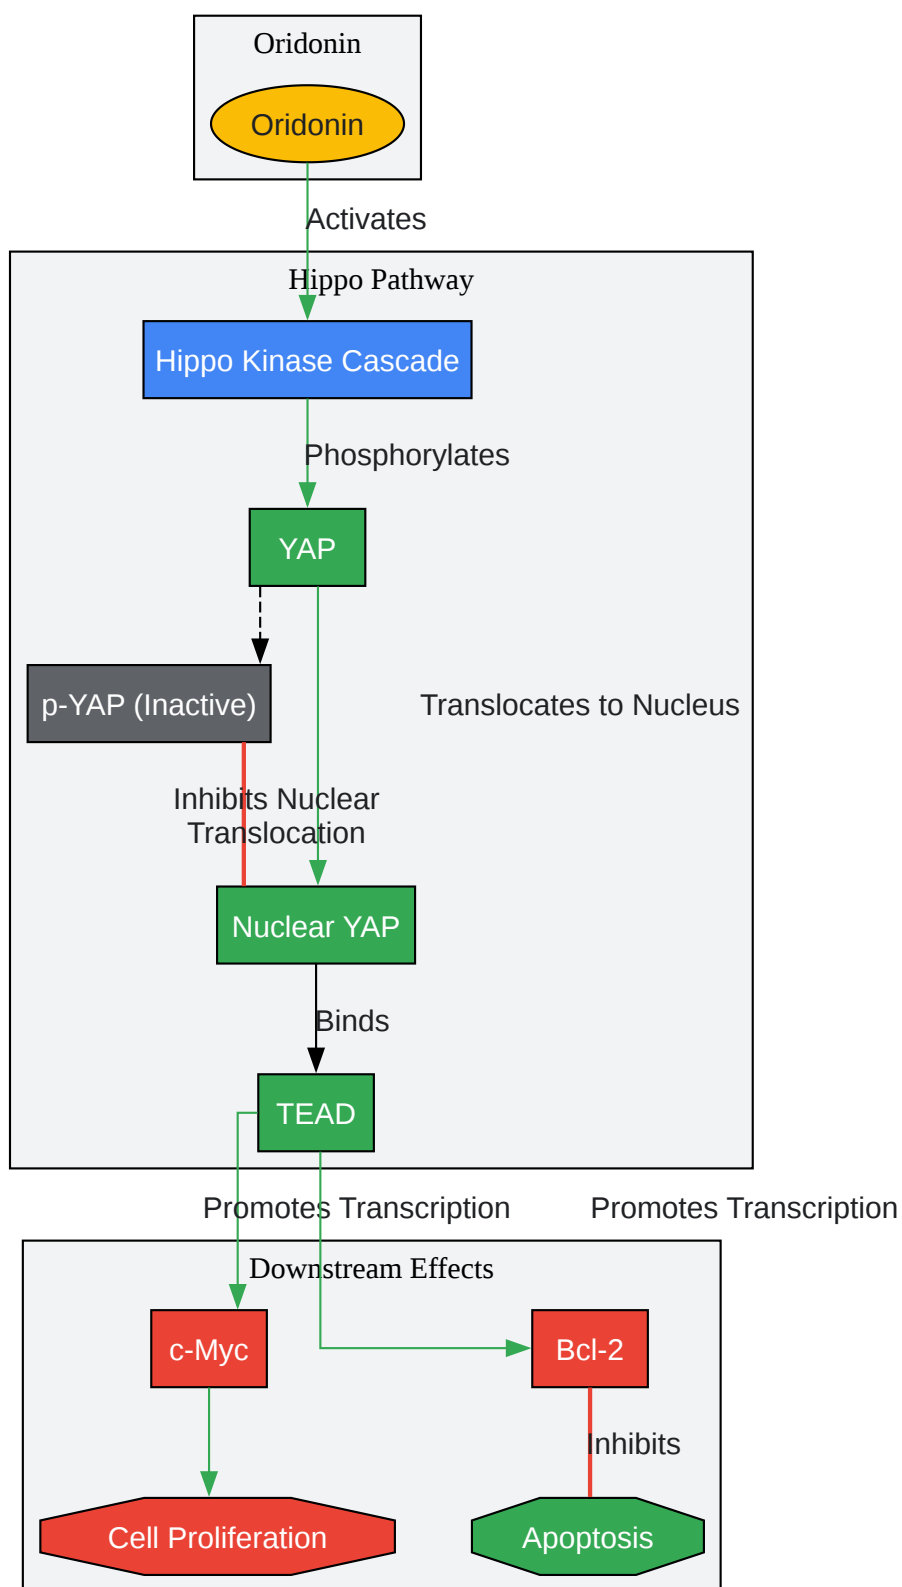 Oridonin
Oridonin
Activates
Hippo Pathway
Hippo Kinase Cascade
Phosphorylates
YAP
p-YAP (Inactive)
Translocates to Nucleus
Inhibits Nuclear
Translocation
Nuclear YAP
Binds
TEAD
Promotes Transcription
Promotes Transcription
Downstream Effects
c-Myc
Bcl-2
Inhibits
Cell Proliferation
Apoptosis